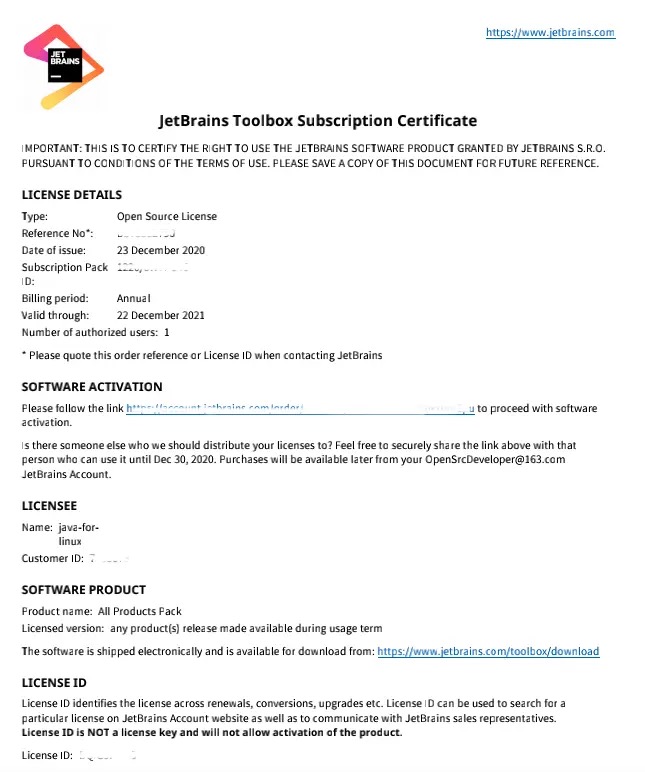 https://www.jetbrains.com
JET
BRAINS
JetBrains Toolbox Subscription Certificate
IMPORTANT: THIS IS TO CERTIFY THE RIGHT TO USE THE JETBRAINS SOFTWARE PRODUCT GRANTED BY JETBRAINS S.R.O.
PURSUANT TO CONDITIONS OF THE TERMS OF USE. PLEASE SAVE A COPY OF THIS DOCUMENT FOR FUTURE REFERENCE.
LICENSE DETAILS
Type: Open Source License
Reference No*:
Date of issue: 23 December 2020
Subscription Pack
ID:
Billing period: Annual
Valid through: 22 December 2021
Number of authorized users: 1
* Please quote this order reference or License ID when contacting JetBrains
SOFTWARE ACTIVATION
Please follow the link https://account.jetbrains.com/order/ to proceed with software
activation.
Is there someone else who we should distribute your licenses to? Feel free to securely share the link above with that
person who can use it until Dec 30, 2020. Purchases will be available later from your OpenSrcDeveloper@163.com
JetBrains Account.
LICENSEE
Name: java-for-
linux
Customer ID:
SOFTWARE PRODUCT
Product name: All Products Pack
Licensed version: any product(s) release made available during usage term
The software is shipped electronically and is available for download from: https://www.jetbrains.com/toolbox/download
LICENSE ID
License ID identifies the license across renewals, conversions, upgrades etc. License ID can be used to search for a
particular license on JetBrains Account website as well as to communicate with JetBrains sales representatives.
License ID is NOT a license key and will not allow activation of the product.
License ID: